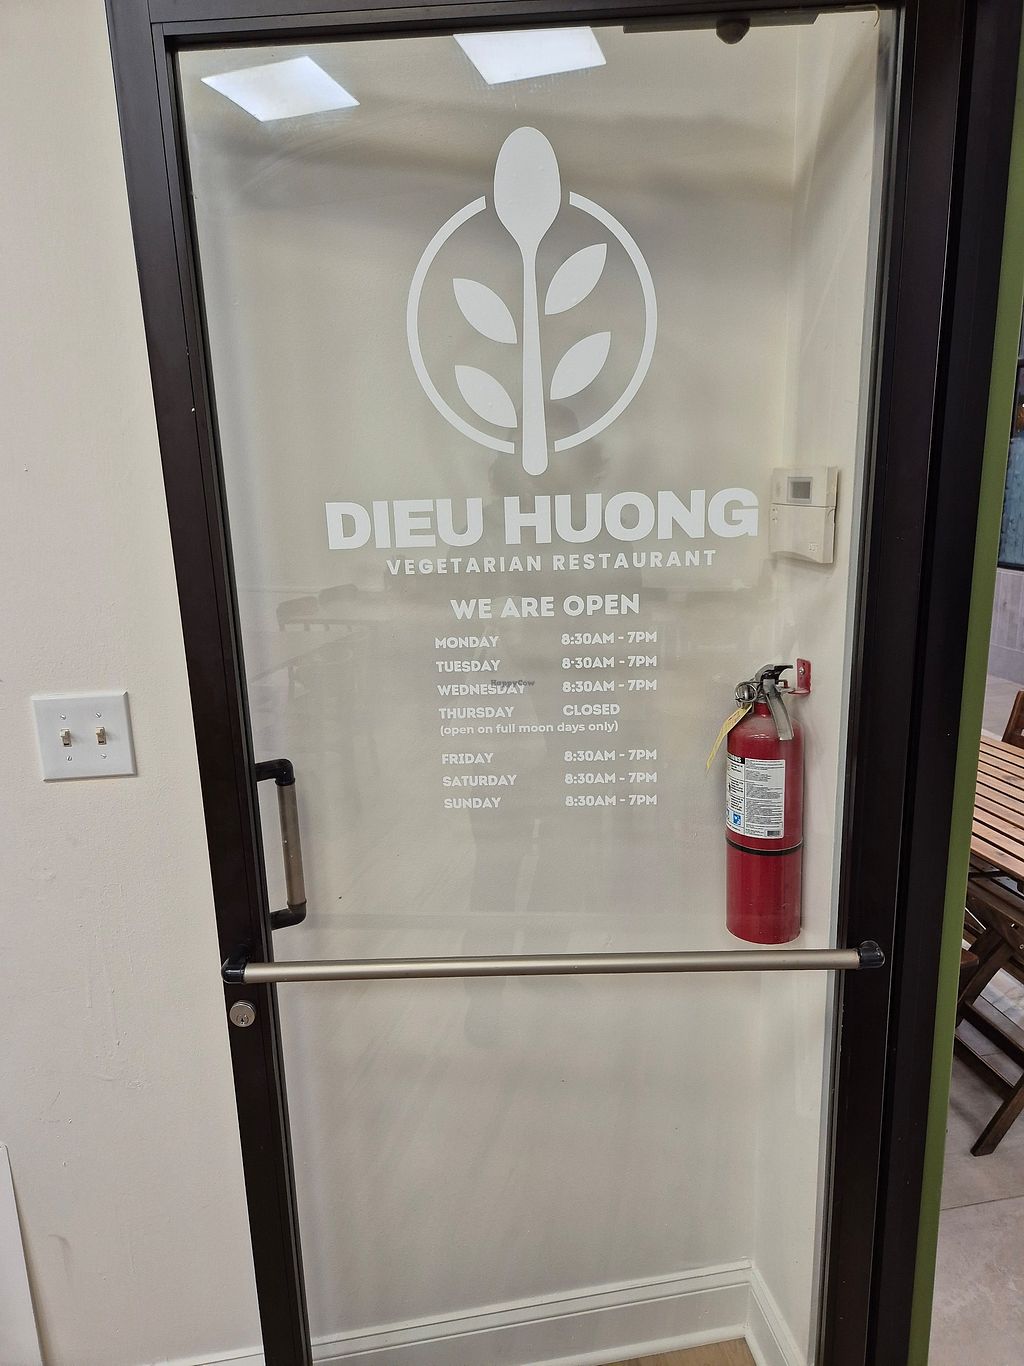 DIEU HUONG
VEGETARIAN RESTAURANT
WE ARE OPEN
MONDAY 8:30AM - 7PM
TUESDAY 8:30AM - 7PM
WEDNESDAY 8:30AM - 7PM
HappyCow
THURSDAY CLOSED
(open on full moon days only)
FRIDAY 8:30AM - 7PM
SATURDAY 8:30AM - 7PM
SUNDAY 8:30AM - 7PM